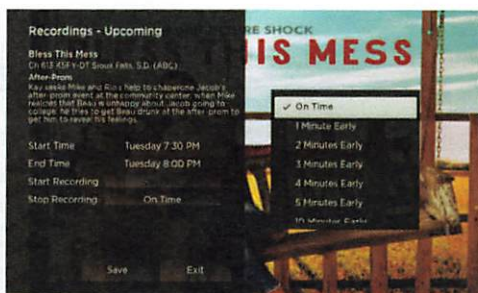 Recordings - Upcoming
RE SHOCK
IS MESS
Bless This Mess
Ch 613 KSFY-DT Sioux Falls, S.D. (ABC)
After-Prom
Kay seeks Mike and Rio's help to chaperone Jacob's
after-prom event at the community center; when Mike
realizes that Beau is unhappy about Jacob going to
college, he tries to get Beau drunk at the after-prom to
get him to reveal his feelings.
Start Time Tuesday 7:30 PM
End Time Tuesday 8:00 PM
Start Recording
Stop Recording On Time
Save Exit
✓ On Time
1 Minute Early
2 Minutes Early
3 Minutes Early
4 Minutes Early
5 Minutes Early
10 Minutes Early